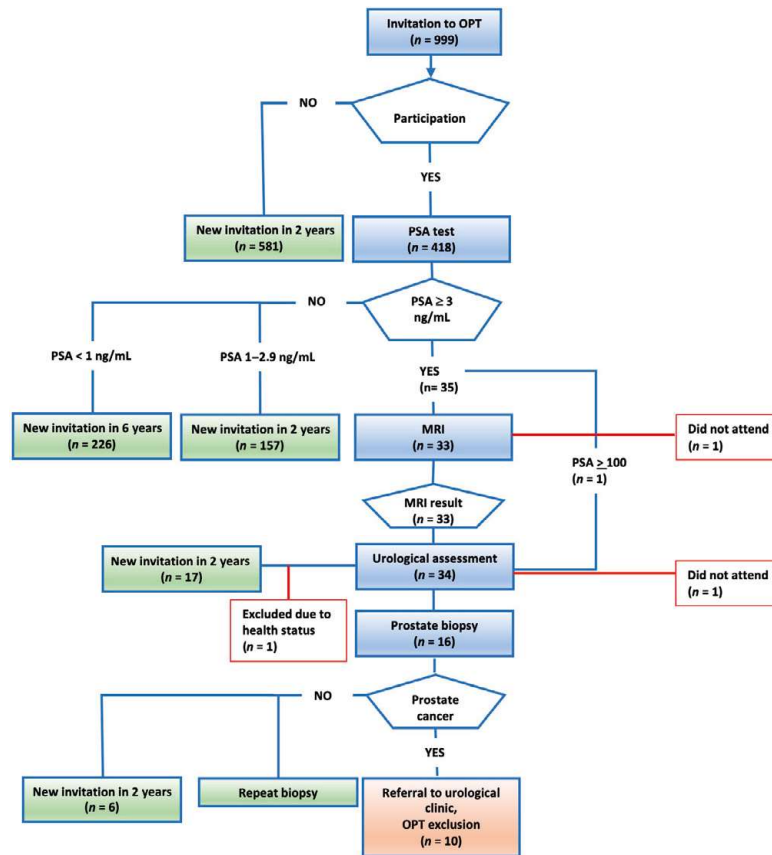 Invitation to OPT
(n = 999)
NO
Participation
YES
New invitation in 2 years
(n = 581)
PSA test
(n = 418)
NO
PSA ≥ 3
ng/mL
PSA < 1 ng/mL
PSA 1–2.9 ng/mL
YES
(n= 35)
New invitation in 6 years
(n = 226)
New invitation in 2 years
(n = 157)
MRI
(n = 33)
Did not attend
(n = 1)
PSA ≥100
(n = 1)
MRI result
(n = 33)
New invitation in 2 years
(n = 17)
Urological assessment
(n = 34)
Did not attend
(n = 1)
Excluded due to
health status
(n = 1)
Prostate biopsy
(n = 16)
NO
Prostate
cancer
YES
New invitation in 2 years
(n = 6)
Repeat biopsy
Referral to urological
clinic,
OPT exclusion
(n = 10)